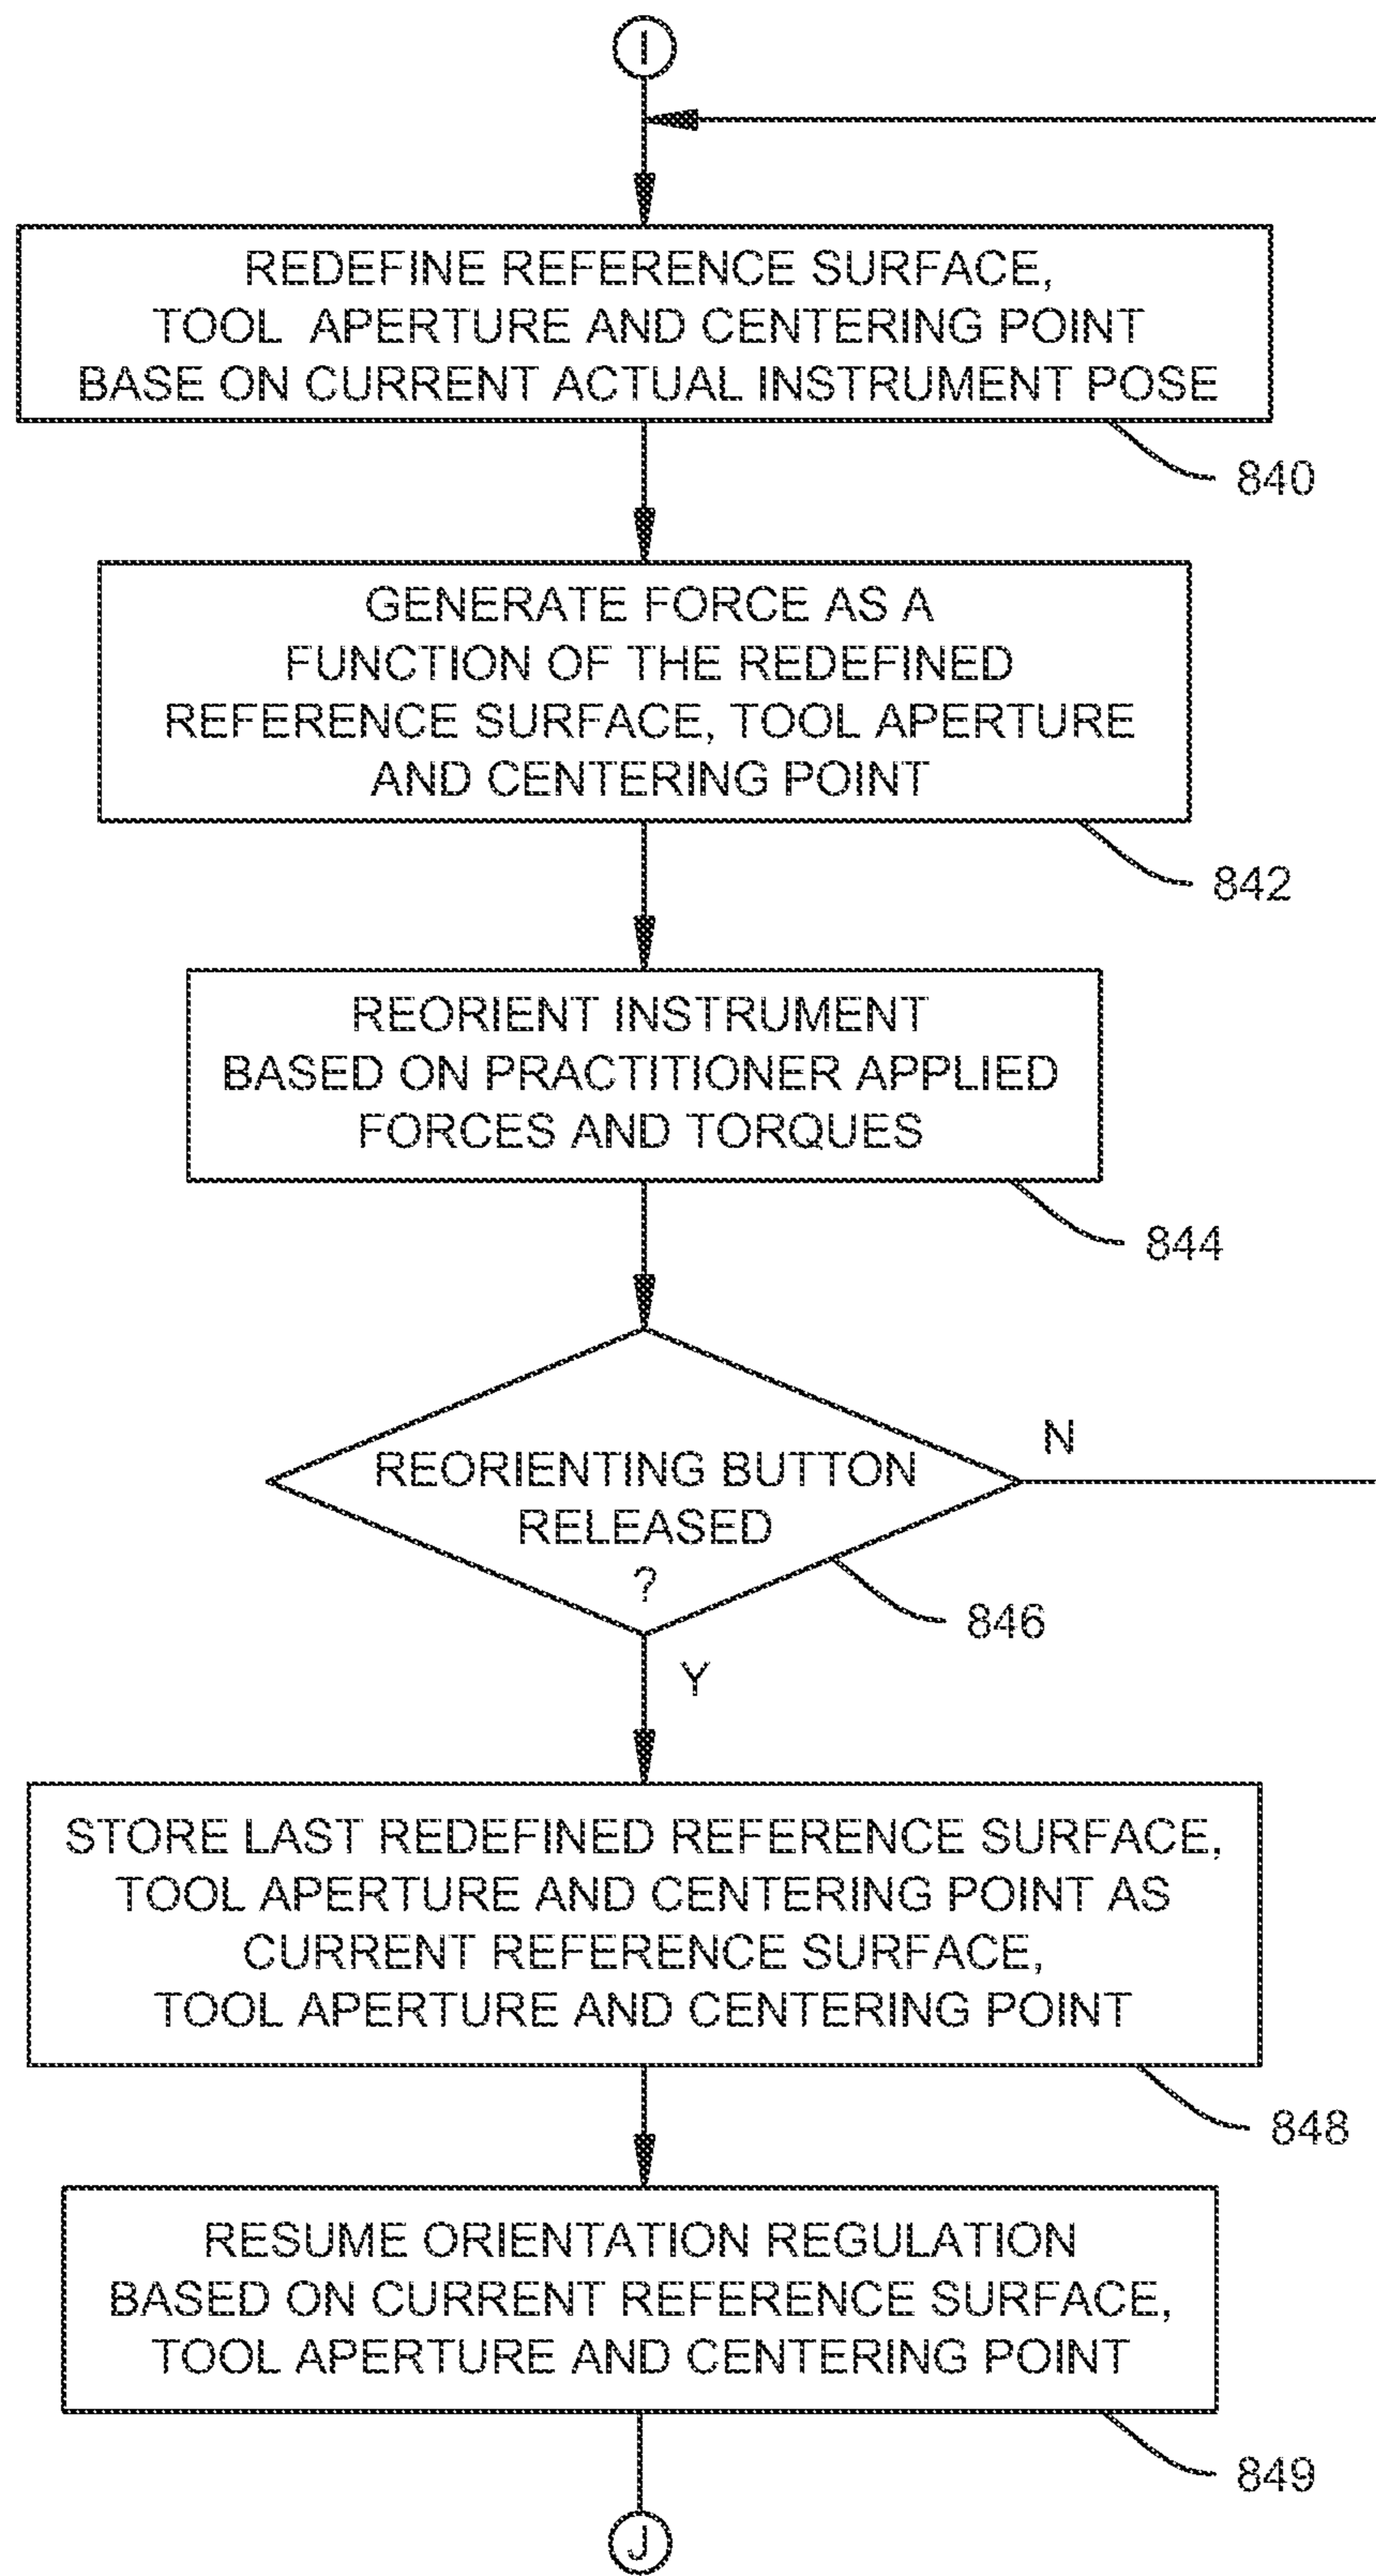 I
REDEFINE REFERENCE SURFACE,
TOOL APERTURE AND CENTERING POINT
BASE ON CURRENT ACTUAL INSTRUMENT POSE
840
GENERATE FORCE AS A
FUNCTION OF THE REDEFINED
REFERENCE SURFACE, TOOL APERTURE
AND CENTERING POINT
842
REORIENT INSTRUMENT
BASED ON PRACTITIONER APPLIED
FORCES AND TORQUES
844
N
REORIENTING BUTTON
RELEASED
?
846
Y
STORE LAST REDEFINED REFERENCE SURFACE,
TOOL APERTURE AND CENTERING POINT AS
CURRENT REFERENCE SURFACE,
TOOL APERTURE AND CENTERING POINT
848
RESUME ORIENTATION REGULATION
BASED ON CURRENT REFERENCE SURFACE,
TOOL APERTURE AND CENTERING POINT
849
J